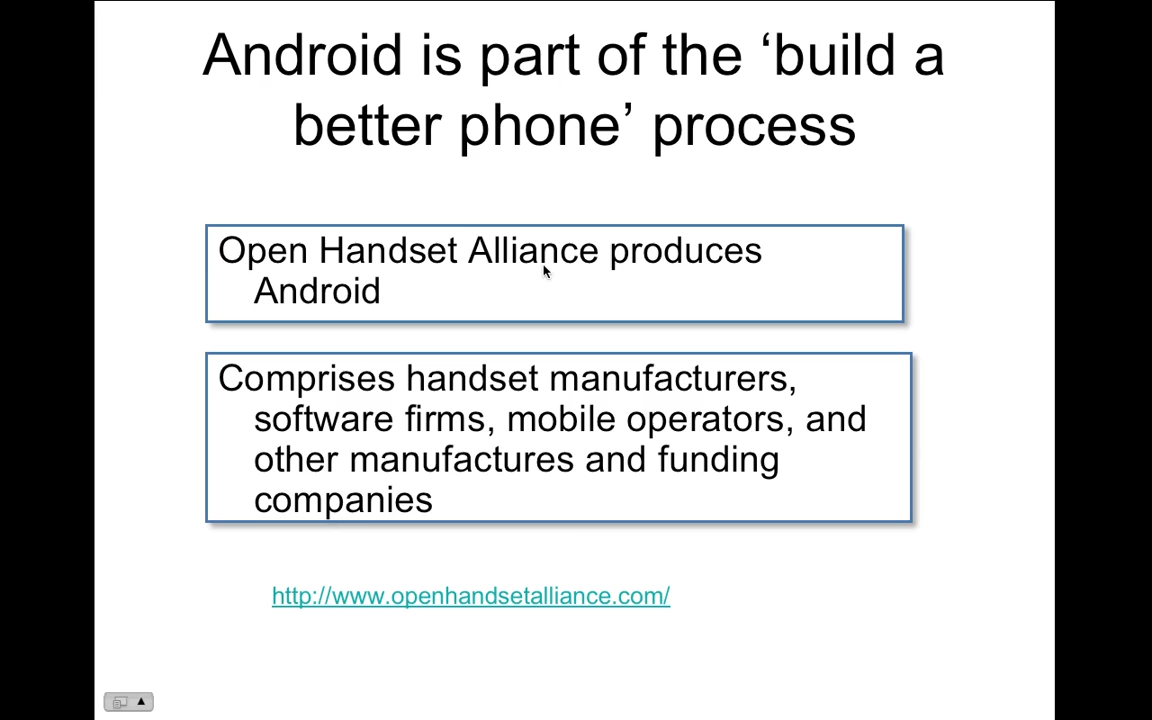 Android is part of the ‘build a
better phone’ process
Open Handset Alliance produces
Android
Comprises handset manufacturers,
software firms, mobile operators, and
other manufactures and funding
companies
http://www.openhandsetalliance.com/